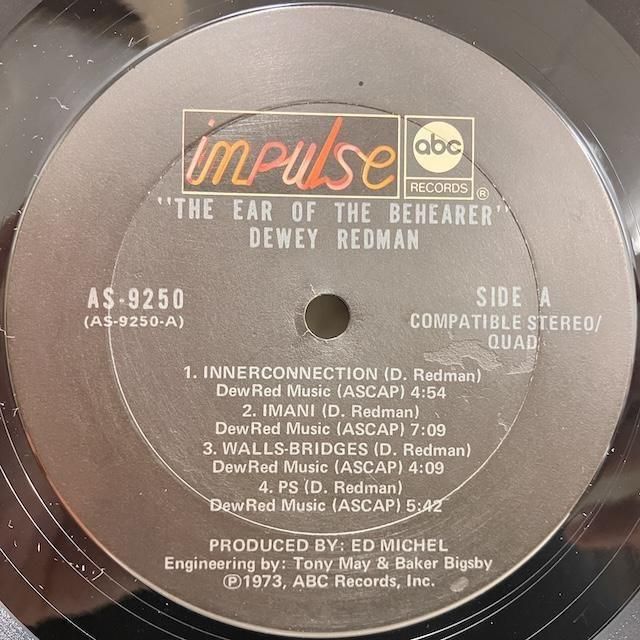 impulse
abc
RECORDS ®
"THE EAR OF THE BEHEARER"
DEWEY REDMAN
AS-9250
(AS-9250-A)
SIDE A
COMPATIBLE STEREO/
QUAD
1. INNERCONNECTION (D. Redman)
DewRed Music (ASCAP) 4:54
2. IMANI (D. Redman)
DewRed Music (ASCAP) 7:09
3. WALLS-BRIDGES (D. Redman)
DewRed Music (ASCAP) 4:09
4. PS (D. Redman)
DewRed Music (ASCAP) 5:42
PRODUCED BY: ED MICHEL
Engineering by: Tony May & Baker Bigsby
Ⓟ1973, ABC Records, Inc.